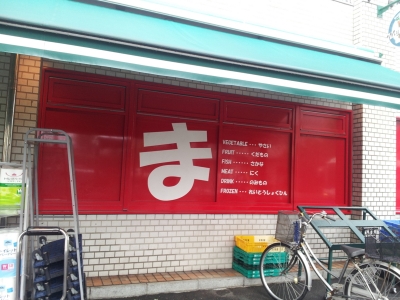 ま
VEGETABLE・・・やさい
FRUIT・・・・くだもの
FISH・・・・・・さかな
MEAT・・・・・にく
DRINK・・・・のみもの
FROZEN・・・れいとうしょくひん